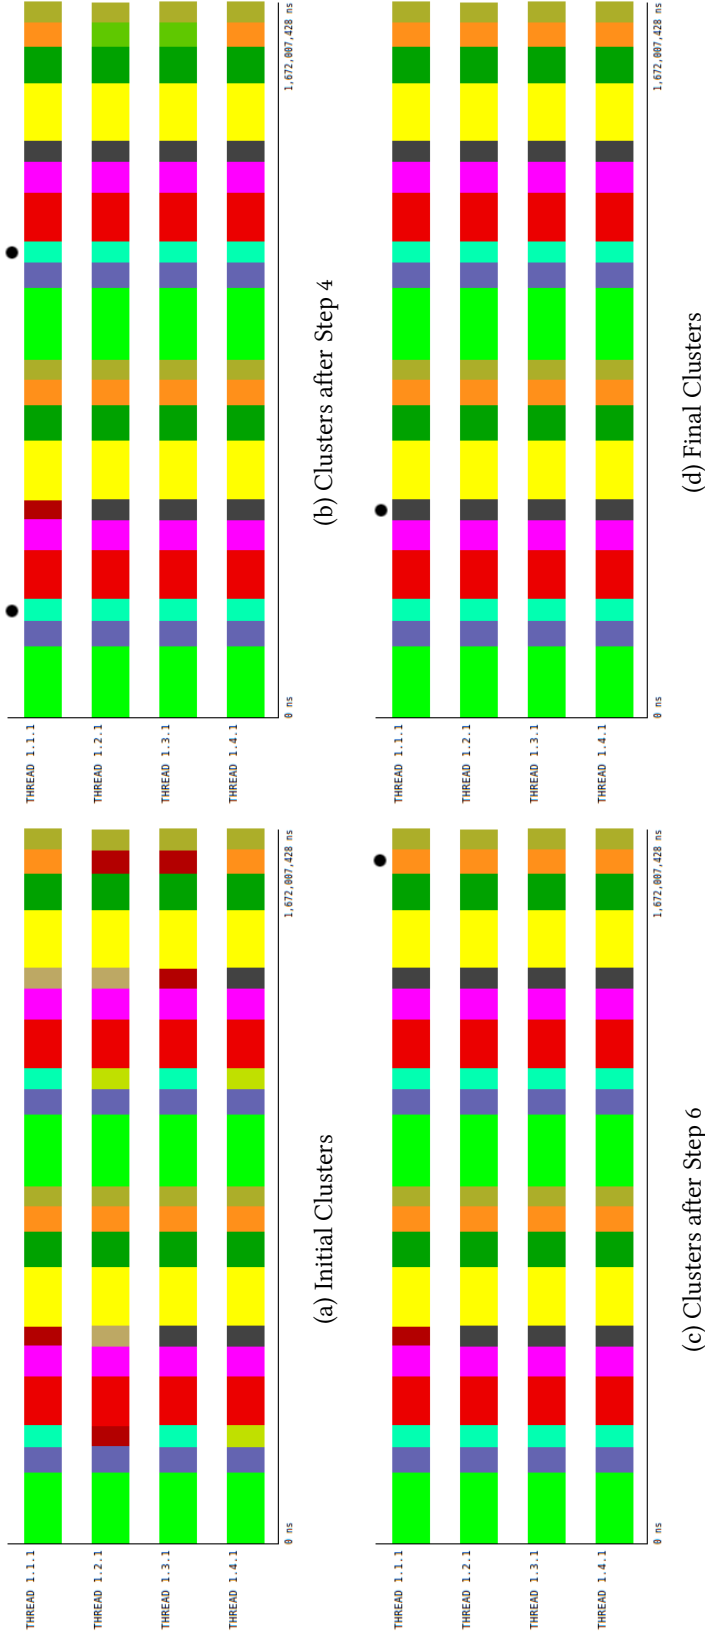 THREAD 1.1.1
THREAD 1.2.1
THREAD 1.3.1
THREAD 1.4.1
0 ns
1,672,007,428 ns
(a) Initial Clusters
THREAD 1.1.1
THREAD 1.2.1
THREAD 1.3.1
THREAD 1.4.1
0 ns
1,672,007,428 ns
(b) Clusters after Step 4
THREAD 1.1.1
THREAD 1.2.1
THREAD 1.3.1
THREAD 1.4.1
0 ns
1,672,007,428 ns
(c) Clusters after Step 6
THREAD 1.1.1
THREAD 1.2.1
THREAD 1.3.1
THREAD 1.4.1
0 ns
1,672,007,428 ns
(d) Final Clusters